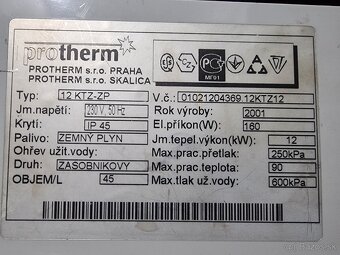 protherm
PROTHERM s.r.o. PRAHA
PROTHERM s.r.o. SKALICA
МГ01
Typ: 12 KTZ-ZP V.č.: 01021204369 12KTZ12
Jm.napětí: 230 V, 50 Hz Rok výroby: 2001
Krytí: IP 45 El.příkon(W): 160
Palivo: ZEMNÝ PLYN Jm.tepel.výkon(kW): 12
Ohřev užit.vody: Max.prac.přetlak: 250kPa
Druh: ZASOBNIKOVÝ Max.prac.teplota: 90
OBJEM/L 45 Max.tlak už.vody: 600kPa